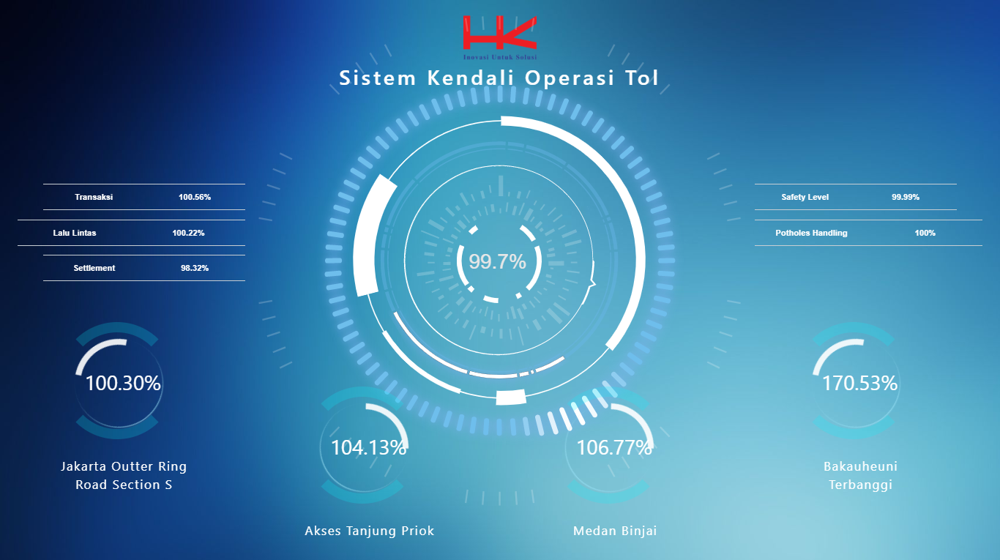 HK
Inovasi Untuk Solusi
Sistem Kendali Operasi Tol
Transaksi 100.56%
Lalu Lintas 100.22%
Settlement 98.32%
Safety Level 99.99%
Potholes Handling 100%
99.7%
100.30%
Jakarta Outter Ring
Road Section S
104.13%
Akses Tanjung Priok
106.77%
Medan Binjai
170.53%
Bakauheuni
Terbanggi